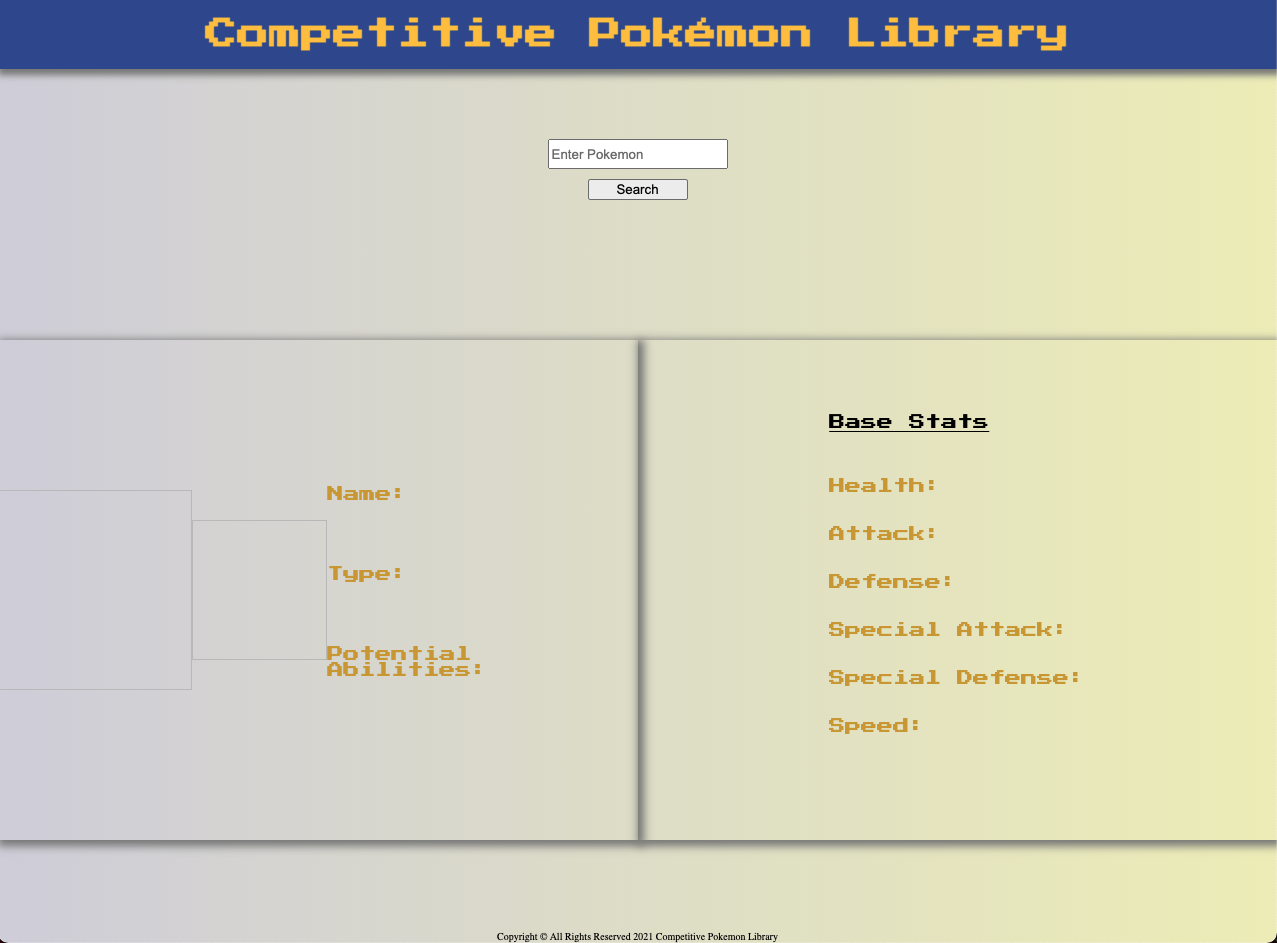 Competitive Pokémon Library
Enter Pokemon
Search
Name:
Type:
Potential
Abilities:
Base Stats
Health:
Attack:
Defense:
Special Attack:
Special Defense:
Speed:
Copyright © All Rights Reserved 2021 Competitive Pokemon Library